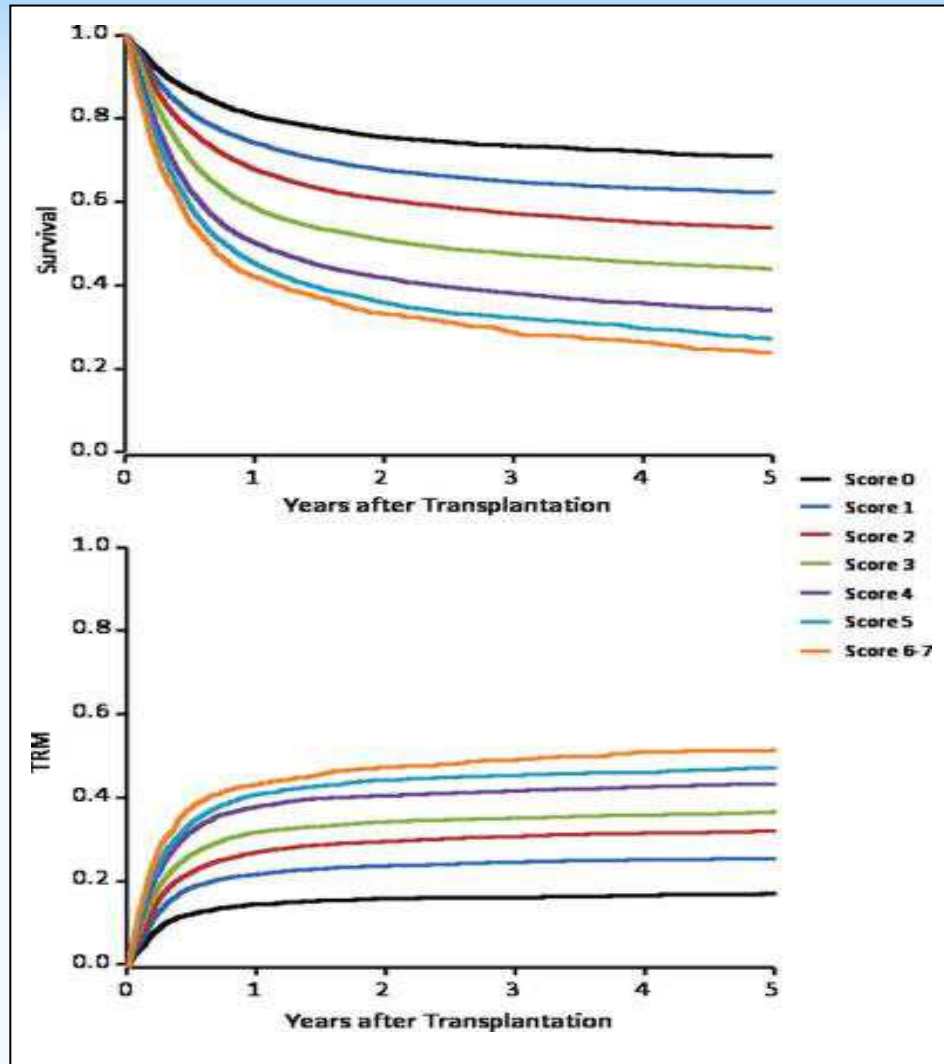 1.0
0.8
0.6
0.4
0.2
0.0
Survival
0 1 2 3 4 5
Years after Transplantation
Score 0
Score 1
Score 2
Score 3
Score 4
Score 5
Score 6-7
1.0
0.8
0.6
0.4
0.2
0.0
TRM
0 1 2 3 4 5
Years after Transplantation